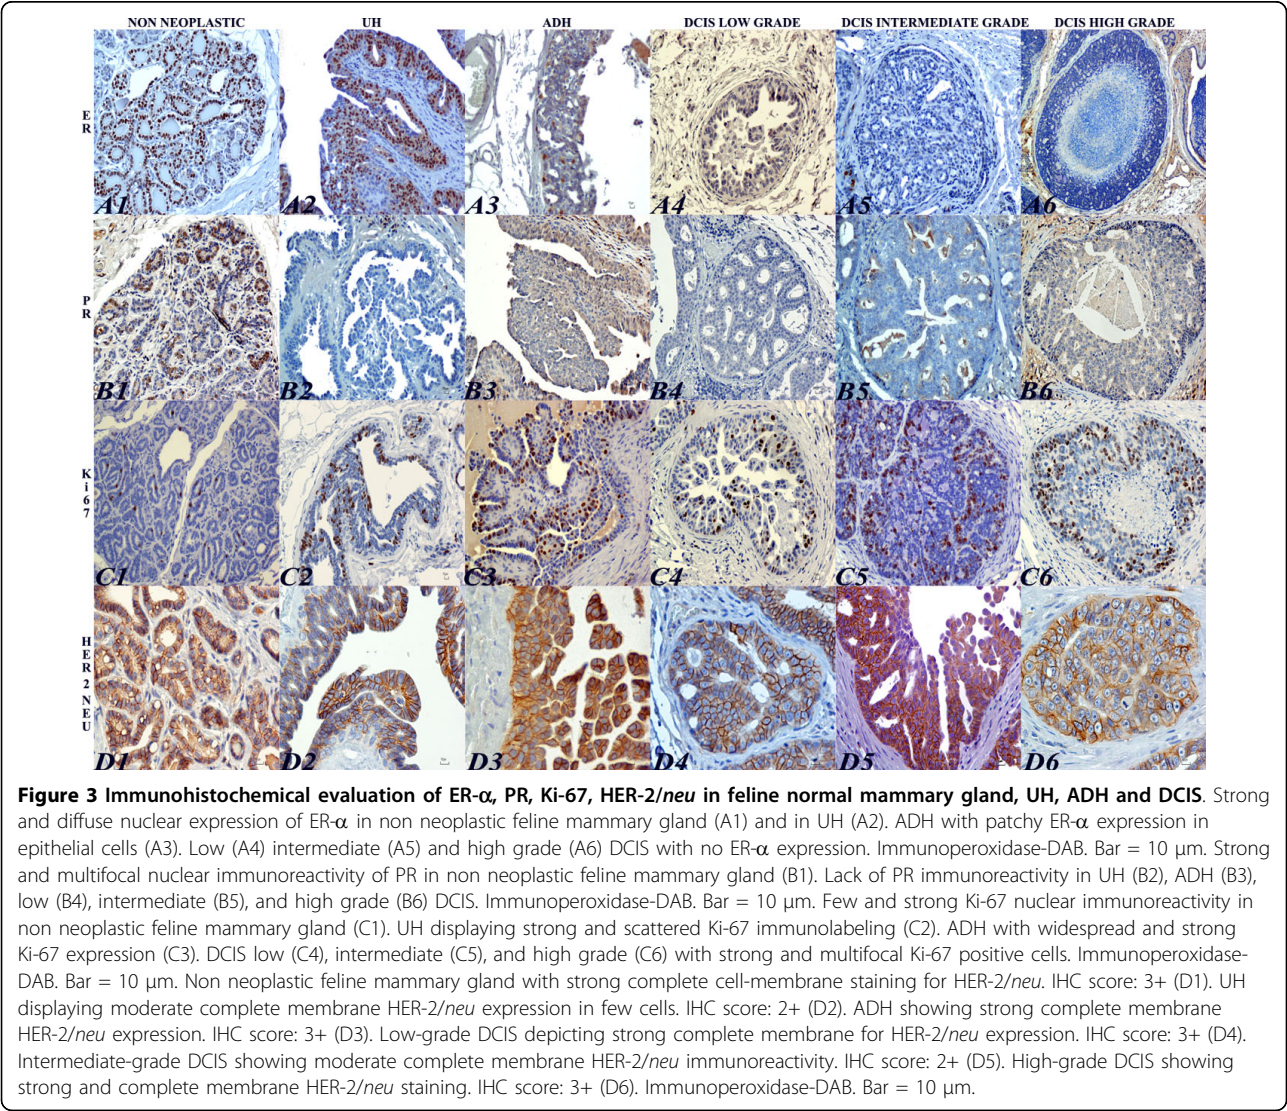 NON NEOPLASTIC UH ADH DCIS LOW GRADE DCIS INTERMEDIATE GRADE DCIS HIGH GRADE
ER
A1 A2 A3 A4 A5 A6
PR
B1 B2 B3 B4 B5 B6
Ki67
C1 C2 C3 C4 C5 C6
HER2 NEU
D1 D2 D3 D4 D5 D6
Figure 3 Immunohistochemical evaluation of ER-α, PR, Ki-67, HER-2/neu in feline normal mammary gland, UH, ADH and DCIS. Strong
and diffuse nuclear expression of ER-α in non neoplastic feline mammary gland (A1) and in UH (A2). ADH with patchy ER-α expression in
epithelial cells (A3). Low (A4) intermediate (A5) and high grade (A6) DCIS with no ER-α expression. Immunoperoxidase-DAB. Bar = 10 μm. Strong
and multifocal nuclear immunoreactivity of PR in non neoplastic feline mammary gland (B1). Lack of PR immunoreactivity in UH (B2), ADH (B3),
low (B4), intermediate (B5), and high grade (B6) DCIS. Immunoperoxidase-DAB. Bar = 10 μm. Few and strong Ki-67 nuclear immunoreactivity in
non neoplastic feline mammary gland (C1). UH displaying strong and scattered Ki-67 immunolabeling (C2). ADH with widespread and strong
Ki-67 expression (C3). DCIS low (C4), intermediate (C5), and high grade (C6) with strong and multifocal Ki-67 positive cells. Immunoperoxidase-
DAB. Bar = 10 μm. Non neoplastic feline mammary gland with strong complete cell-membrane staining for HER-2/neu. IHC score: 3+ (D1). UH
displaying moderate complete membrane HER-2/neu expression in few cells. IHC score: 2+ (D2). ADH showing strong complete membrane
HER-2/neu expression. IHC score: 3+ (D3). Low-grade DCIS depicting strong complete membrane for HER-2/neu expression. IHC score: 3+ (D4).
Intermediate-grade DCIS showing moderate complete membrane HER-2/neu immunoreactivity. IHC score: 2+ (D5). High-grade DCIS showing
strong and complete membrane HER-2/neu staining. IHC score: 3+ (D6). Immunoperoxidase-DAB. Bar = 10 μm.